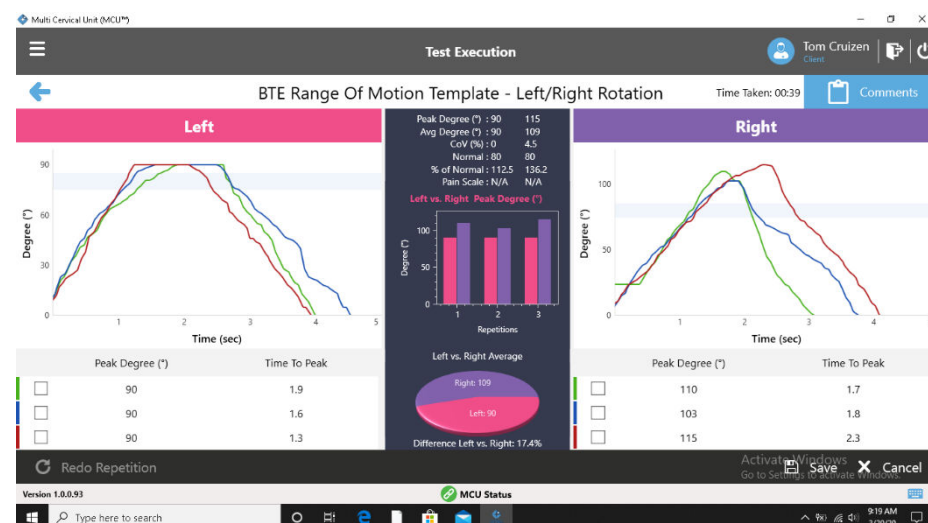 Multi Cervical Unit (MCU™)
Test Execution
Tom Cruizen
Client
BTE Range Of Motion Template - Left/Right Rotation
Time Taken: 00:39
Comments
Left
Peak Degree (°) : 90 115
Avg Degree (°) : 90 109
CoV (%) : 0 4.5
Normal : 80 80
% of Normal : 112.5 136.2
Pain Scale : N/A N/A
Right
Left vs. Right Peak Degree (°)
Degree (°)
90
60
30
0
1 2 3 4 5
Time (sec)
Degree (°)
100
50
0
1 2 3
Repetitions
Degree (°)
100
50
0
1 2 3 4
Time (sec)
Left vs. Right Average
Right: 109
Left: 90
Difference Left vs. Right: 17.4%
Peak Degree (°) Time To Peak
90 1.9
90 1.6
90 1.3
Peak Degree (°) Time To Peak
110 1.7
103 1.8
115 2.3
Redo Repetition
Activate Windows
Go to Settings to activate Windows.
Save
Cancel
Version 1.0.0.93
MCU Status
Type here to search
9:19 AM